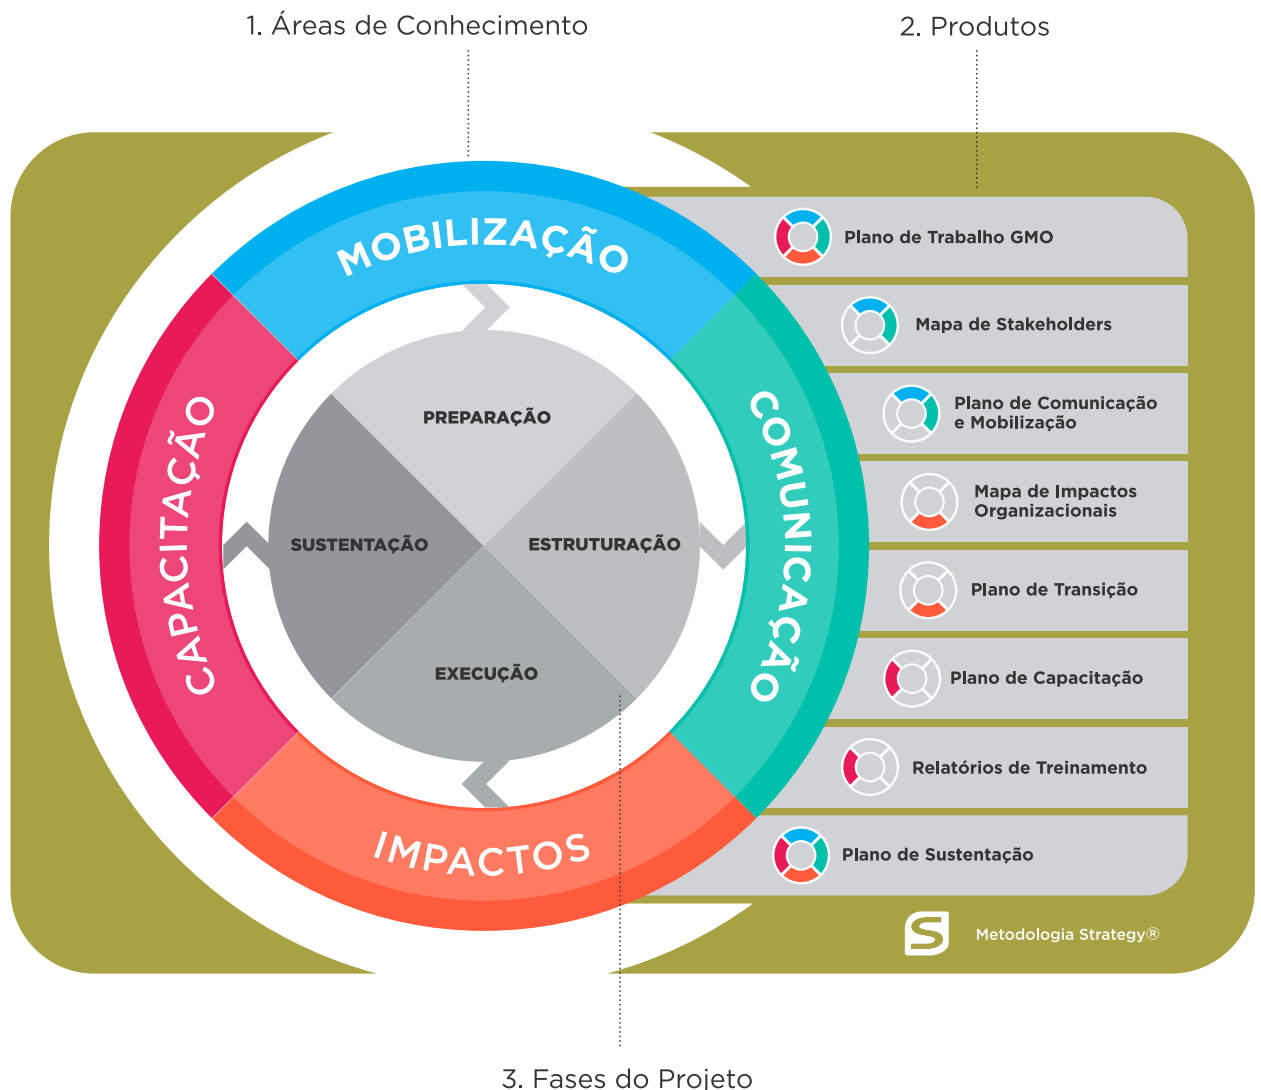 1. Áreas de Conhecimento
2. Produtos
MOBILIZAÇÃO
COMUNICAÇÃO
IMPACTOS
CAPACITAÇÃO
PREPARAÇÃO
ESTRUTURAÇÃO
EXECUÇÃO
SUSTENTAÇÃO
Plano de Trabalho GMO
Mapa de Stakeholders
Plano de Comunicação
e Mobilização
Mapa de Impactos
Organizacionais
Plano de Transição
Plano de Capacitação
Relatórios de Treinamento
Plano de Sustentação
S Metodologia Strategy®
3. Fases do Projeto